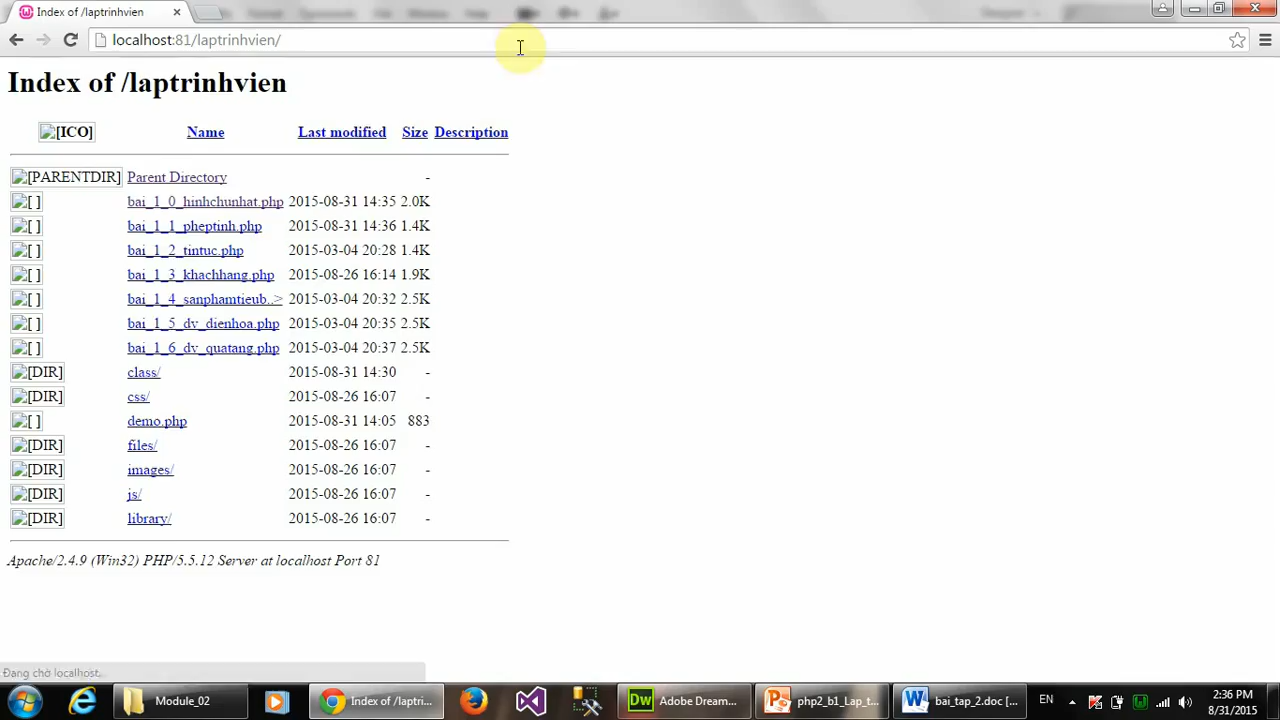 Index of /laptrinhvien
localhost:81/laptrinhvien/
Index of /laptrinhvien
[ICO] Name Last modified Size Description
[PARENTDIR] Parent Directory -
[ ] bai_1_0_hinhchunhat.php 2015-08-31 14:35 2.0K
[ ] bai_1_1_pheptinh.php 2015-08-31 14:36 1.4K
[ ] bai_1_2_tintuc.php 2015-03-04 20:28 1.4K
[ ] bai_1_3_khachhang.php 2015-08-26 16:14 1.9K
[ ] bai_1_4_sanphamtieub..> 2015-03-04 20:32 2.5K
[ ] bai_1_5_dv_dienhoa.php 2015-03-04 20:35 2.5K
[ ] bai_1_6_dv_quatang.php 2015-03-04 20:37 2.5K
[DIR] class/ 2015-08-31 14:30 -
[DIR] css/ 2015-08-26 16:07 -
[ ] demo.php 2015-08-31 14:05 883
[DIR] files/ 2015-08-26 16:07 -
[DIR] images/ 2015-08-26 16:07 -
[DIR] js/ 2015-08-26 16:07 -
[DIR] library/ 2015-08-26 16:07 -
Apache/2.4.9 (Win32) PHP/5.5.12 Server at localhost Port 81
Đang chờ localhost...
Module_02 Index of /laptri... Dw Adobe Dream... php2_b1_Lap_t... bai_tap_2.doc [... EN 2:36 PM
8/31/2015